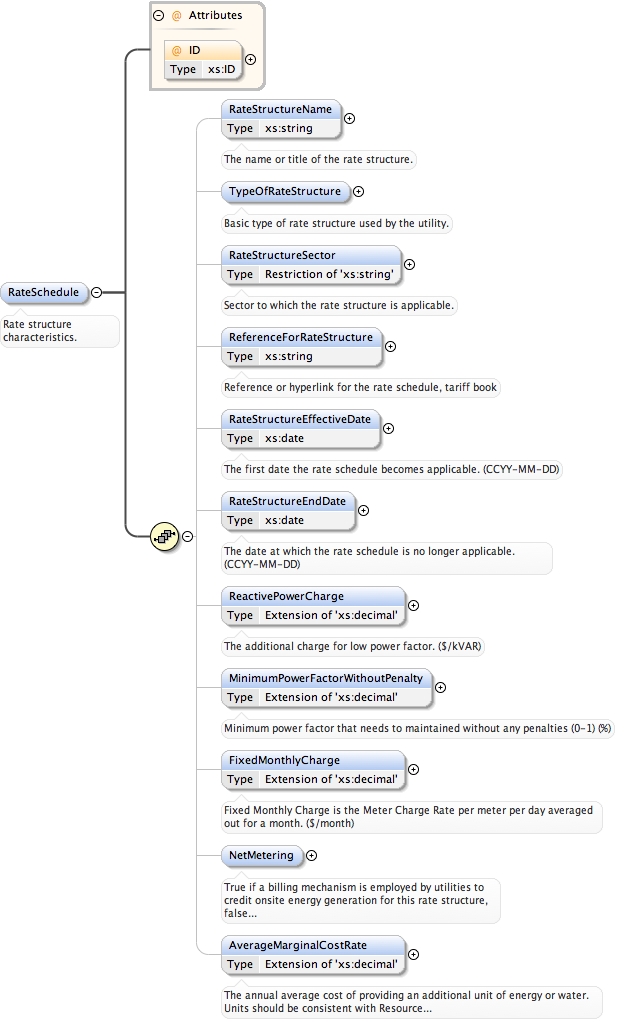 Attributes
@ ID
Type xs:ID
RateStructureName
Type xs:string
The name or title of the rate structure.
TypeOfRateStructure
Basic type of rate structure used by the utility.
RateStructureSector
Type Restriction of 'xs:string'
Sector to which the rate structure is applicable.
RateSchedule
Rate structure
characteristics.
ReferenceForRateStructure
Type xs:string
Reference or hyperlink for the rate schedule, tariff book
RateStructureEffectiveDate
Type xs:date
The first date the rate schedule becomes applicable. (CCYY-MM-DD)
RateStructureEndDate
Type xs:date
The date at which the rate schedule is no longer applicable.
(CCYY-MM-DD)
ReactivePowerCharge
Type Extension of 'xs:decimal'
The additional charge for low power factor. ($/kVAR)
MinimumPowerFactorWithoutPenalty
Type Extension of 'xs:decimal'
Minimum power factor that needs to maintained without any penalties (0-1) (%)
FixedMonthlyCharge
Type Extension of 'xs:decimal'
Fixed Monthly Charge is the Meter Charge Rate per meter per day averaged
out for a month. ($/month)
NetMetering
True if a billing mechanism is employed by utilities to
credit onsite energy generation for this rate structure,
false...
AverageMarginalCostRate
Type Extension of 'xs:decimal'
The annual average cost of providing an additional unit of energy or water.
Units should be consistent with Resource...